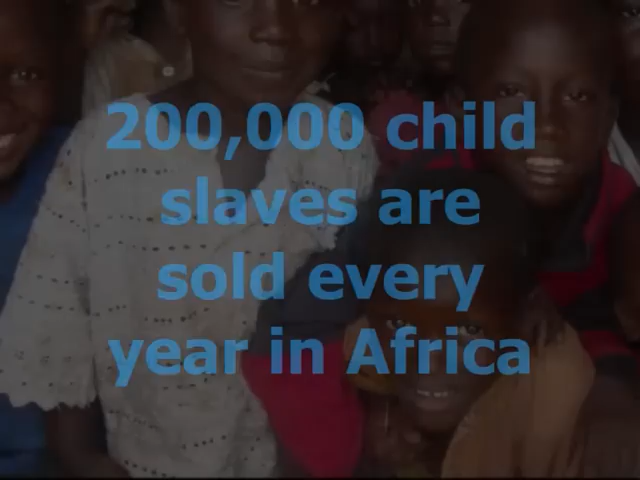 200,000 child
slaves are
sold every
year in Africa